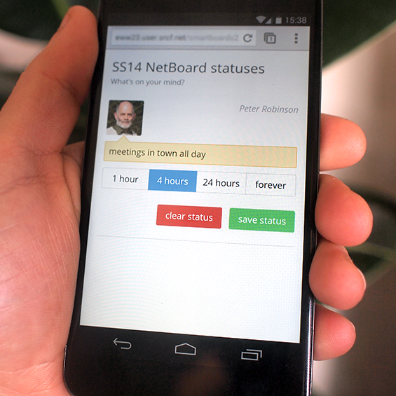 15:38
3
SS14 NetBoard statuses
What's on your mind?
Peter Robinson
meetings in town all day
1 hour 4 hours 24 hours forever
clear status save status